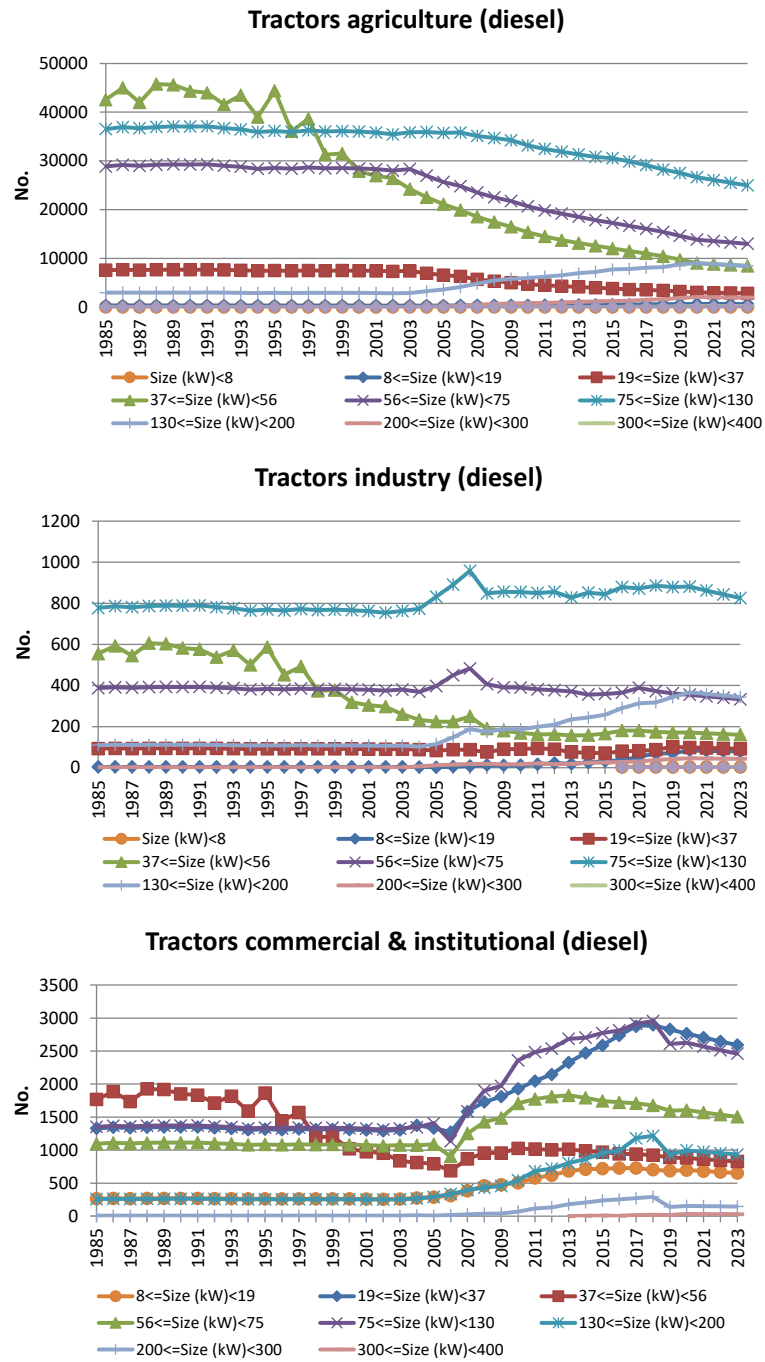 Tractors agriculture (diesel)
50000
40000
30000
20000
10000
0
No.
1985 1987 1989 1991 1993 1995 1997 1999 2001 2003 2005 2007 2009 2011 2013 2015 2017 2019 2021 2023
Size (kW)<8 8<=Size (kW)<19 19<=Size (kW)<37
37<=Size (kW)<56 56<=Size (kW)<75 75<=Size (kW)<130
130<=Size (kW)<200 200<=Size (kW)<300 300<=Size (kW)<400
Tractors industry (diesel)
1200
1000
800
600
400
200
0
No.
1985 1987 1989 1991 1993 1995 1997 1999 2001 2003 2005 2007 2009 2011 2013 2015 2017 2019 2021 2023
Size (kW)<8 8<=Size (kW)<19 19<=Size (kW)<37
37<=Size (kW)<56 56<=Size (kW)<75 75<=Size (kW)<130
130<=Size (kW)<200 200<=Size (kW)<300 300<=Size (kW)<400
Tractors commercial & institutional (diesel)
3500
3000
2500
2000
1500
1000
500
0
No.
1985 1987 1989 1991 1993 1995 1997 1999 2001 2003 2005 2007 2009 2011 2013 2015 2017 2019 2021 2023
8<=Size (kW)<19 19<=Size (kW)<37 37<=Size (kW)<56
56<=Size (kW)<75 75<=Size (kW)<130 130<=Size (kW)<200
200<=Size (kW)<300 300<=Size (kW)<400